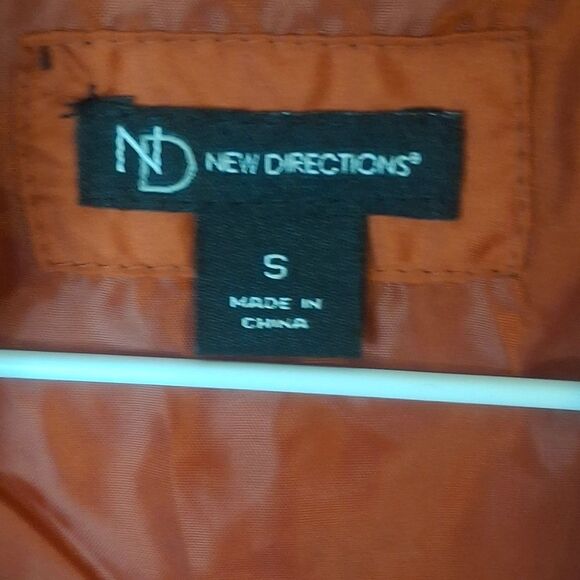 ND NEW DIRECTIONS®
S
MADE IN
CHINA